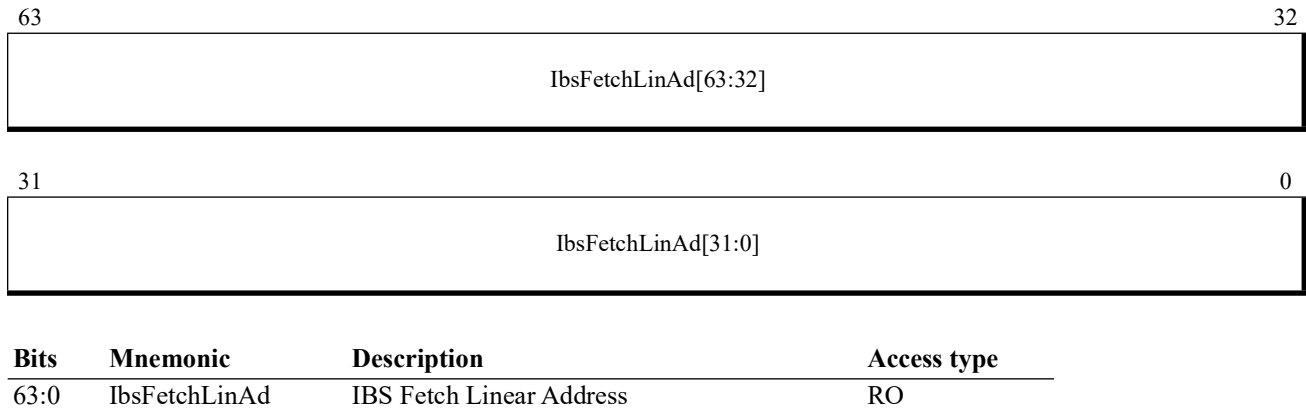 63 32
IbsFetchLinAd[63:32]
31 0
IbsFetchLinAd[31:0]
Bits Mnemonic Description Access type
63:0 IbsFetchLinAd IBS Fetch Linear Address RO